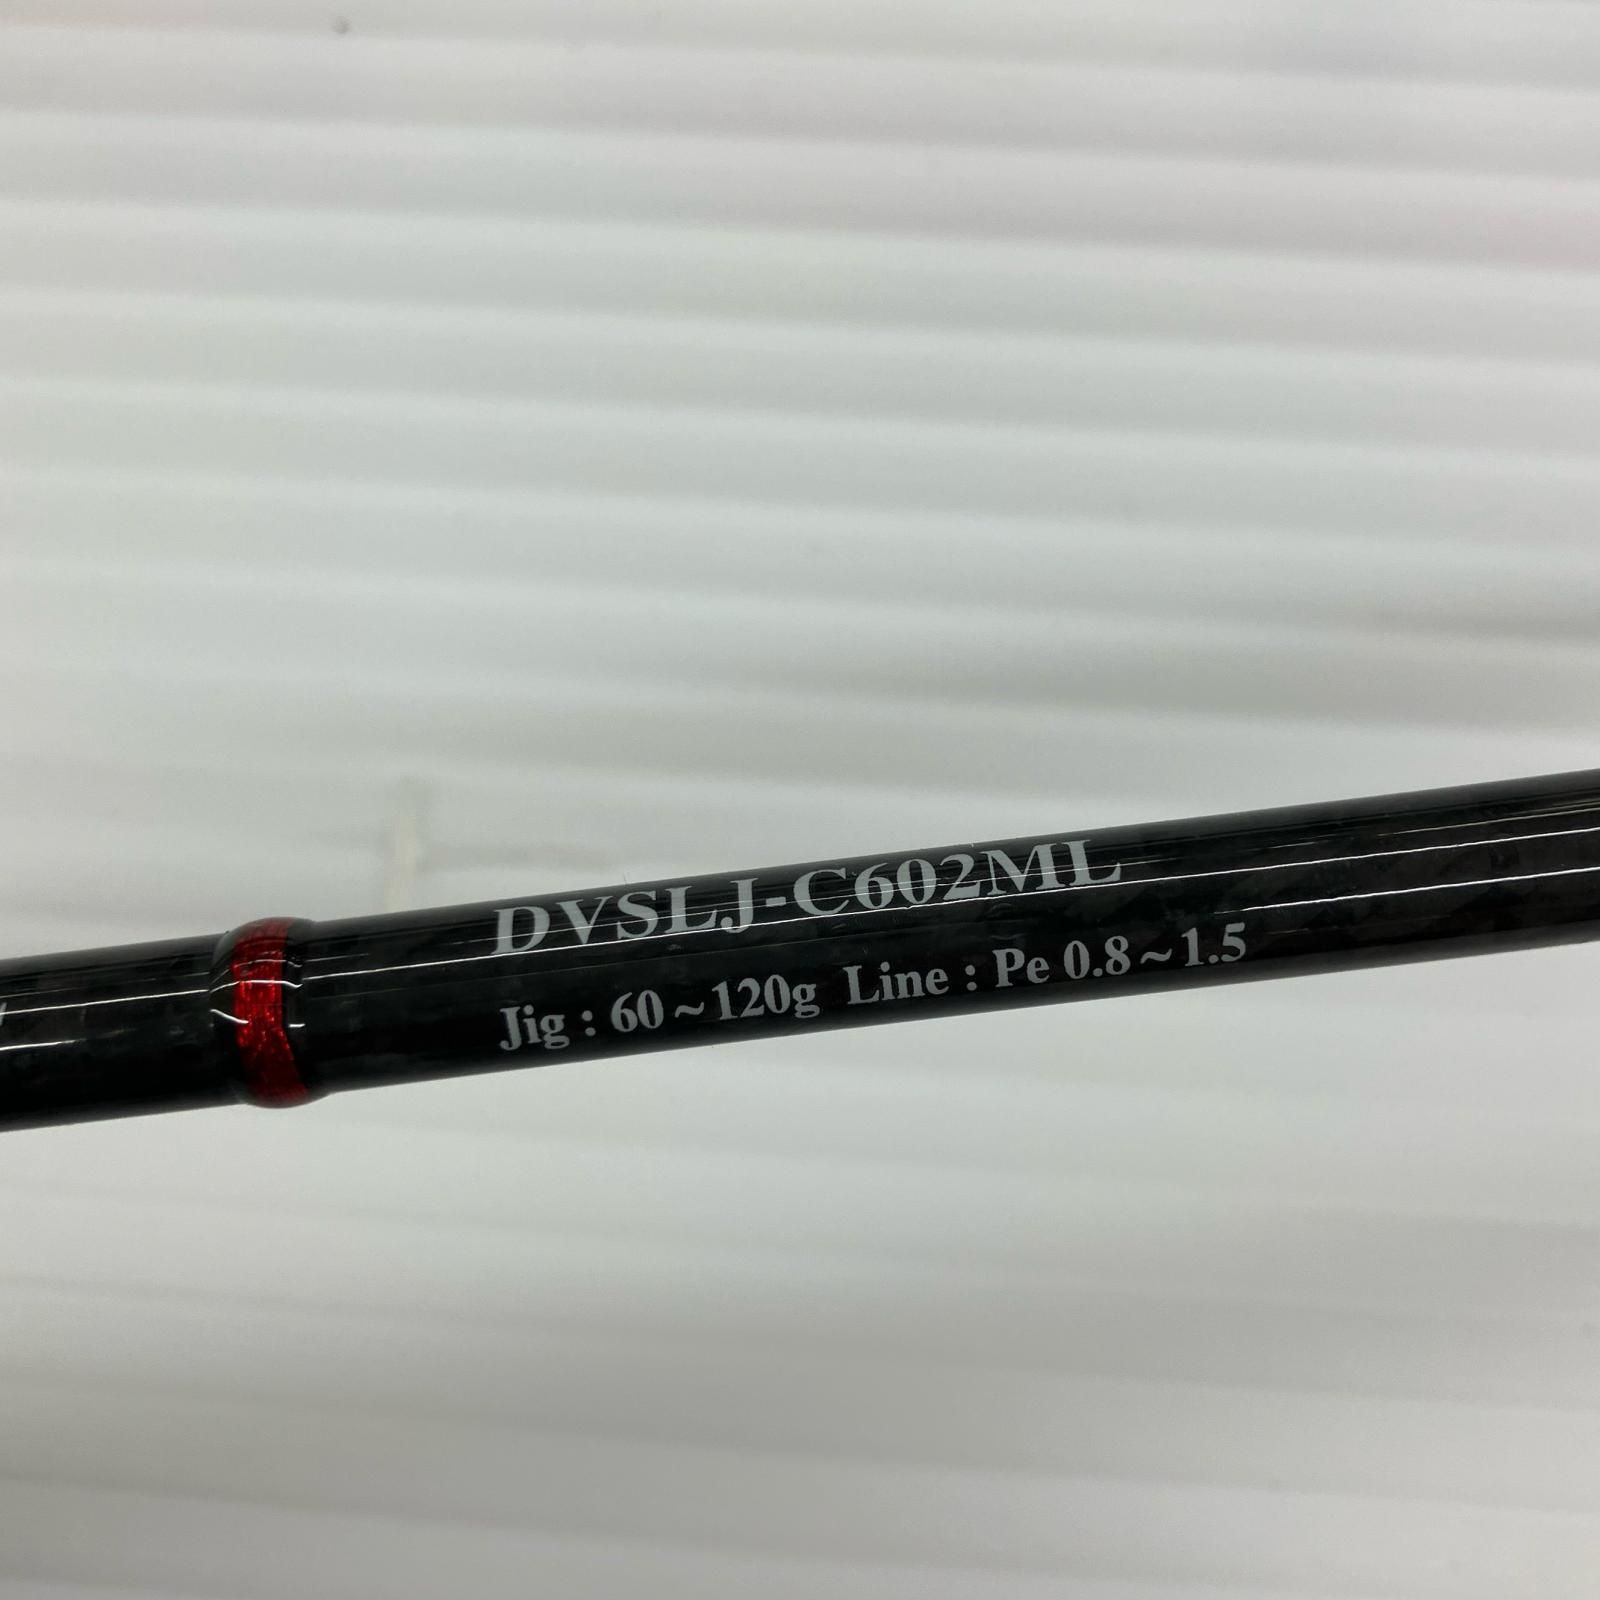 DVSLJ-C602ML
Jig : 60～120g Line : Pe 0.8～1.5